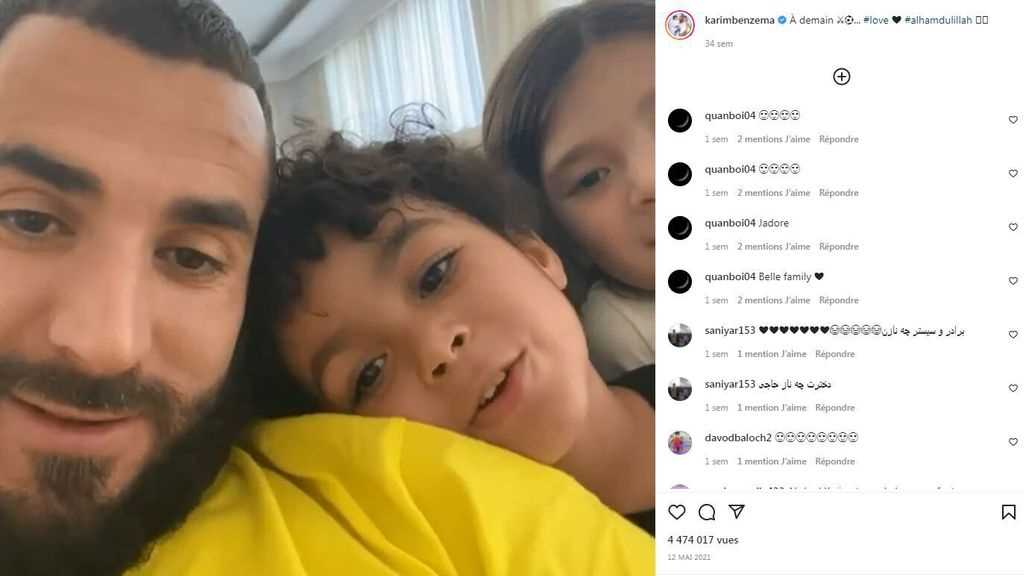 karimbenzema À demain ⚔⚽... #love ❤ #alhamdulillah
34 sem
quanboi04
1 sem 2 mentions J'aime Répondre
quanboi04
1 sem 2 mentions J'aime Répondre
quanboi04 Jadore
1 sem 2 mentions J'aime Répondre
quanboi04 Belle family ❤
1 sem 2 mentions J'aime Répondre
saniyar153 ❤❤❤❤❤❤❤ برادر و سیستر چه نازن
1 sem 1 mention J'aime Répondre
saniyar153 دخترت چه ناز حاجی
1 sem 1 mention J'aime Répondre
davodbaloch2
1 sem 1 mention J'aime Répondre
4 474 017 vues
12 MAI 2021